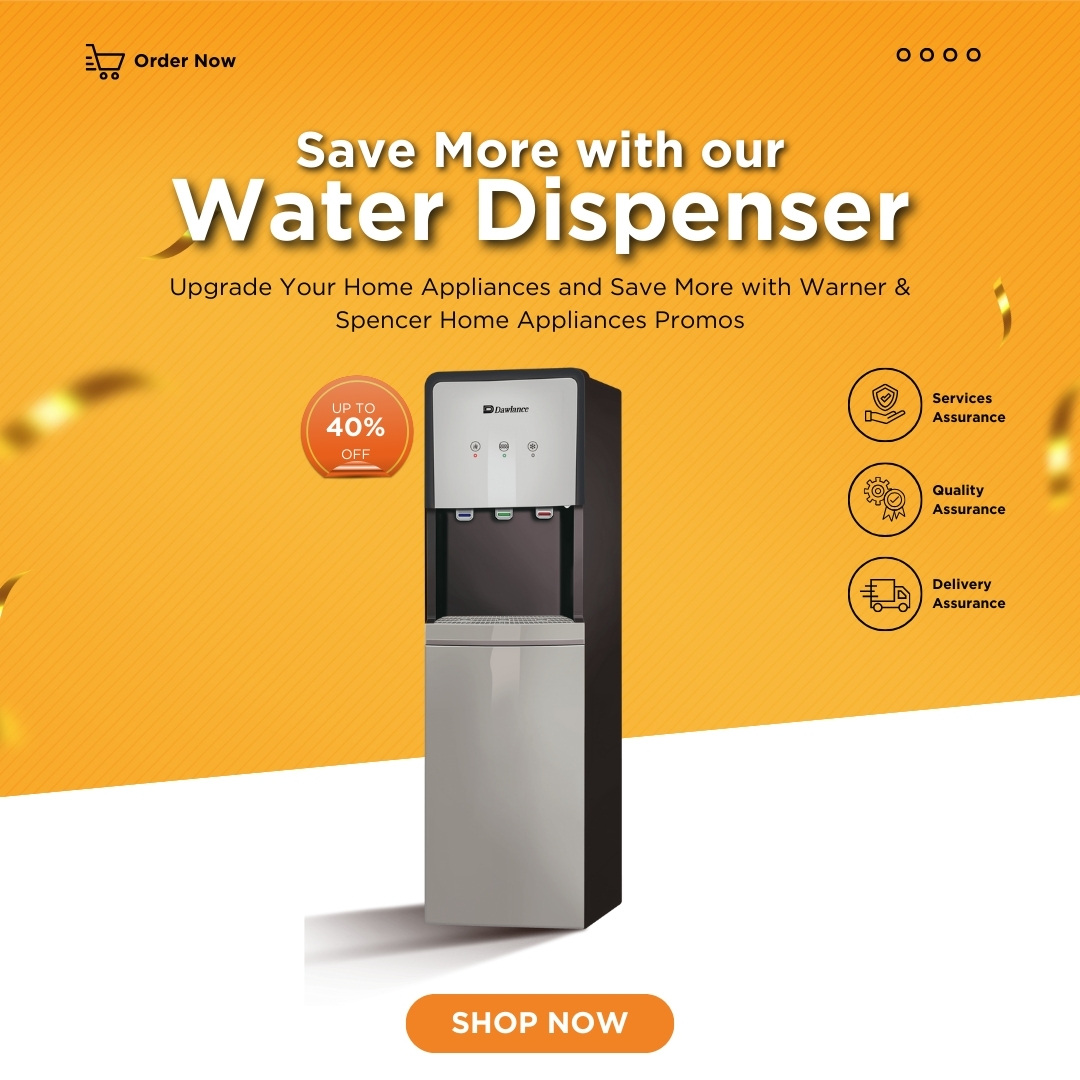 Order Now
Save More with our
Water Dispenser
Upgrade Your Home Appliances and Save More with Warner &
Spencer Home Appliances Promos
UP TO
40%
OFF
Dawlance
Services
Assurance
Quality
Assurance
Delivery
Assurance
SHOP NOW